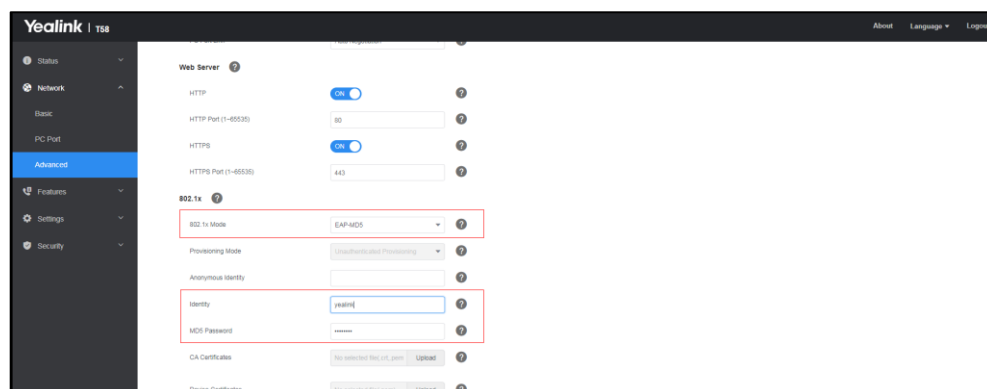 Yealink | T58
About Language Logout
Status
Network
Basic
PC Port
Advanced
Features
Settings
Security
Web Server ?
HTTP ON ?
HTTP Port (1~65535) 80 ?
HTTPS ON ?
HTTPS Port (1~65535) 443 ?
802.1x ?
802.1x Mode EAP-MD5 ?
Provisioning Mode Unauthenticated Provisioning ?
Anonymous Identity ?
Identity yealink ?
MD5 Password •••••••• ?
CA Certificates No selected file(.crt,.pem Upload ?